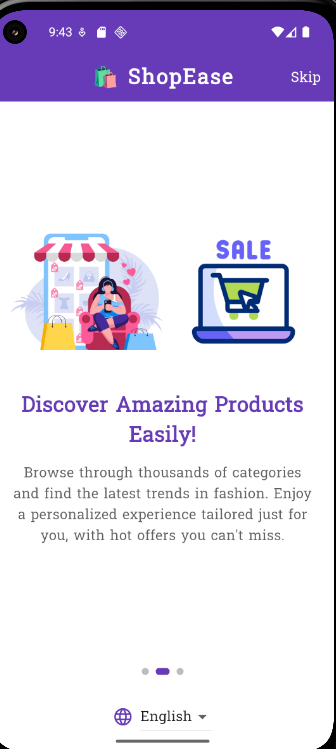 9:43
ShopEase
Skip
SALE
Discover Amazing Products
Easily!
Browse through thousands of categories
and find the latest trends in fashion. Enjoy
a personalized experience tailored just for
you, with hot offers you can't miss.
English